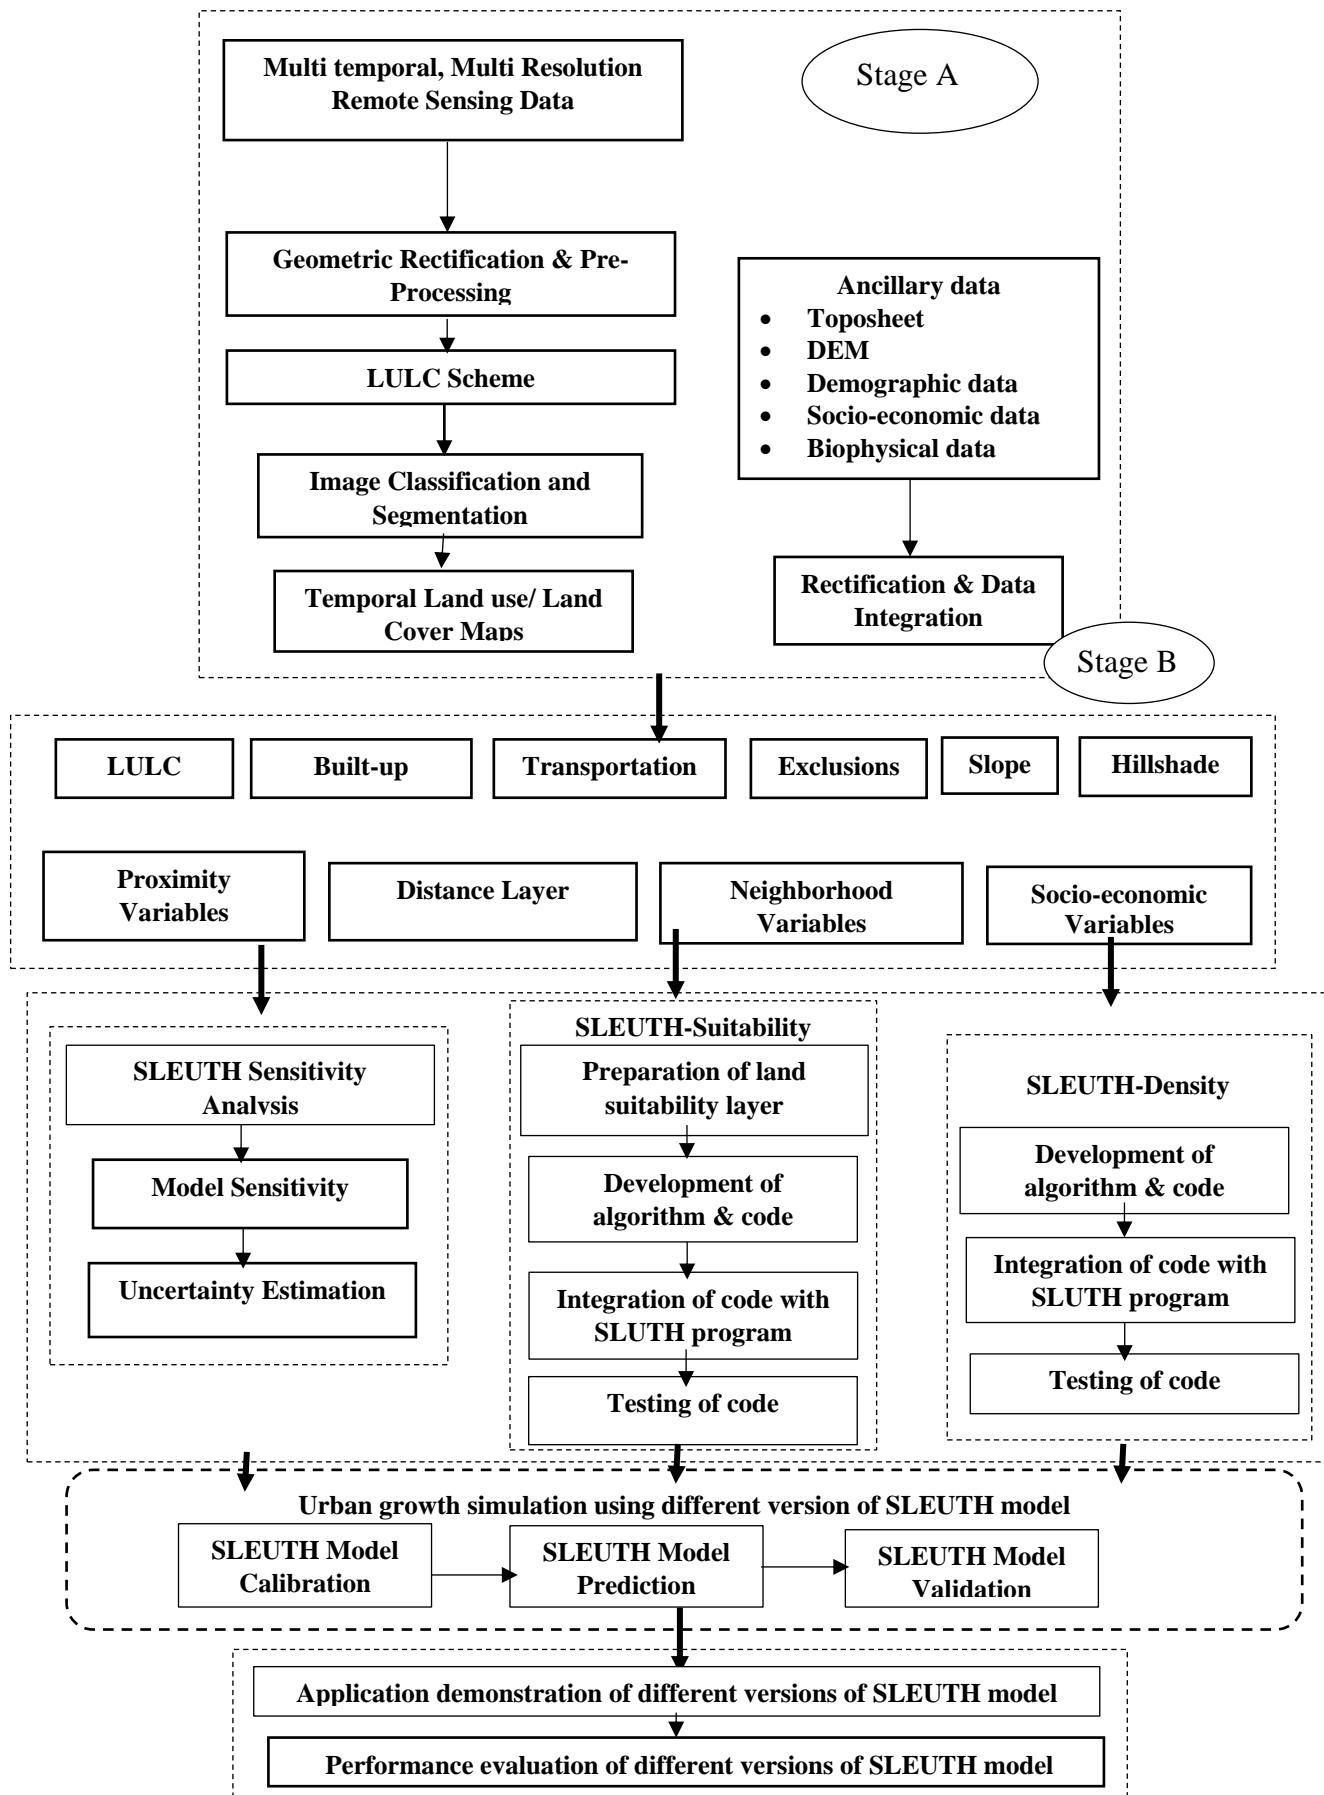 Multi temporal, Multi Resolution
Remote Sensing Data
Stage A
Geometric Rectification & Pre-
Processing
LULC Scheme
Image Classification and
Segmentation
Temporal Land use/ Land
Cover Maps
Ancillary data
• Toposheet
• DEM
• Demographic data
• Socio-economic data
• Biophysical data
Rectification & Data
Integration
Stage B
LULC
Built-up
Transportation
Exclusions
Slope
Hillshade
Proximity
Variables
Distance Layer
Neighborhood
Variables
Socio-economic
Variables
SLEUTH Sensitivity
Analysis
Model Sensitivity
Uncertainty Estimation
SLEUTH-Suitability
Preparation of land
suitability layer
Development of
algorithm & code
Integration of code with
SLUTH program
Testing of code
SLEUTH-Density
Development of
algorithm & code
Integration of code with
SLUTH program
Testing of code
Urban growth simulation using different version of SLEUTH model
SLEUTH Model
Calibration
SLEUTH Model
Prediction
SLEUTH Model
Validation
Application demonstration of different versions of SLEUTH model
Performance evaluation of different versions of SLEUTH model